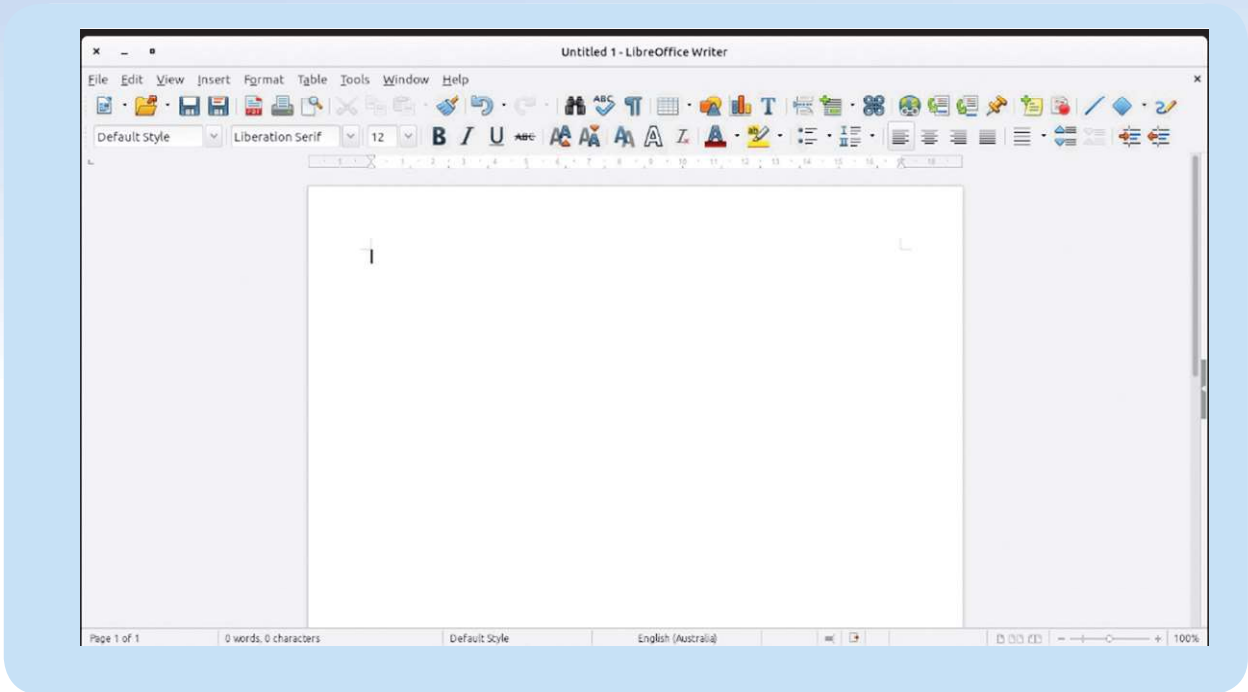 Untitled 1 - LibreOffice Writer
File Edit View Insert Format Table Tools Window Help
Default Style Liberation Serif 12 B I U ABC
Page 1 of 1 0 words, 0 characters Default Style English (Australia) 100%